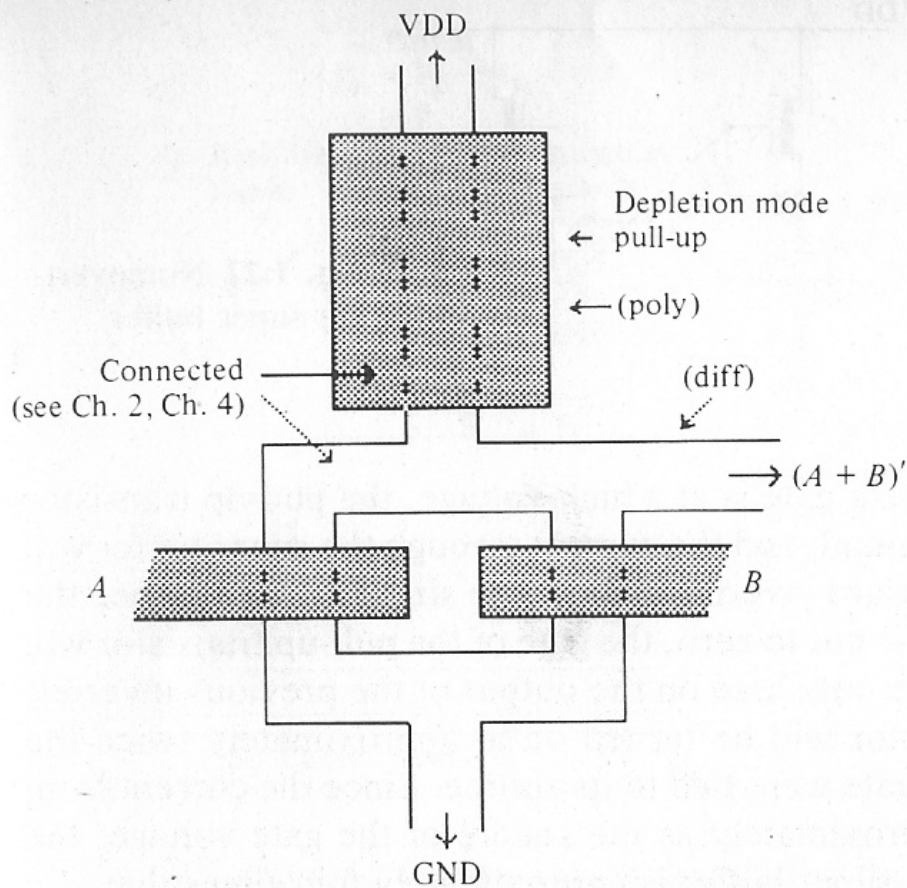 VDD
Depletion mode
pull-up
(poly)
Connected
(see Ch. 2, Ch. 4)
(diff)
(A + B)′
A
B
GND